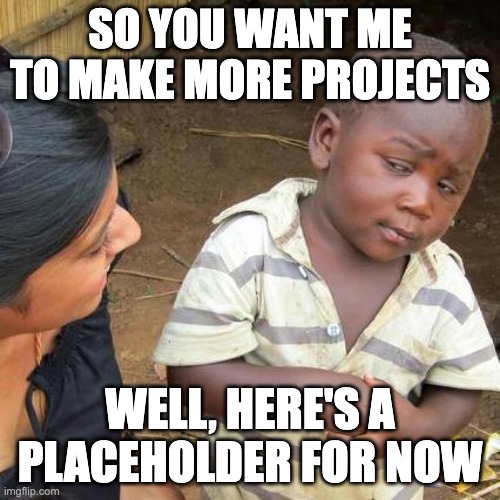 SO YOU WANT ME
TO MAKE MORE PROJECTS
WELL, HERE'S A
PLACEHOLDER FOR NOW
imgflip.com